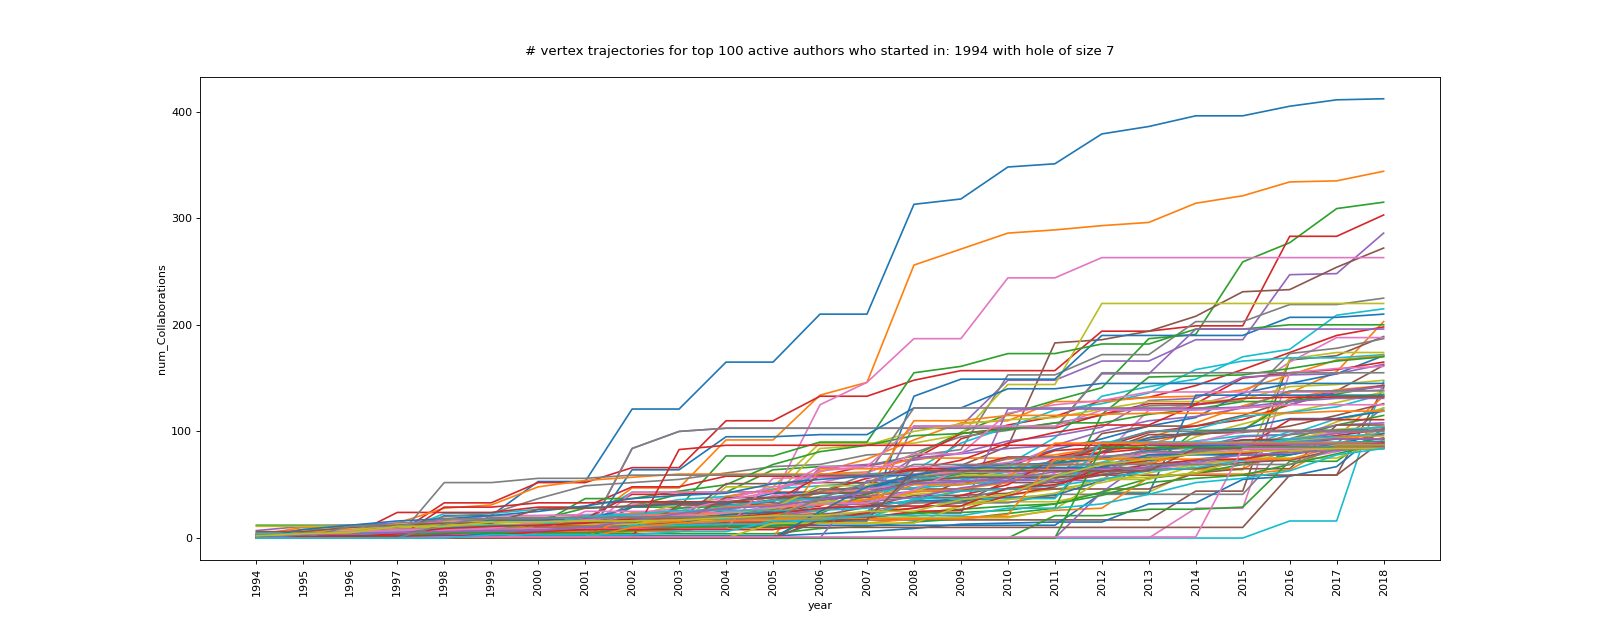 # vertex trajectories for top 100 active authors who started in: 1994 with hole of size 7
num_Collaborations
400
300
200
100
0
1994 1995 1996 1997 1998 1999 2000 2001 2002 2003 2004 2005 2006 2007 2008 2009 2010 2011 2012 2013 2014 2015 2016 2017 2018
year